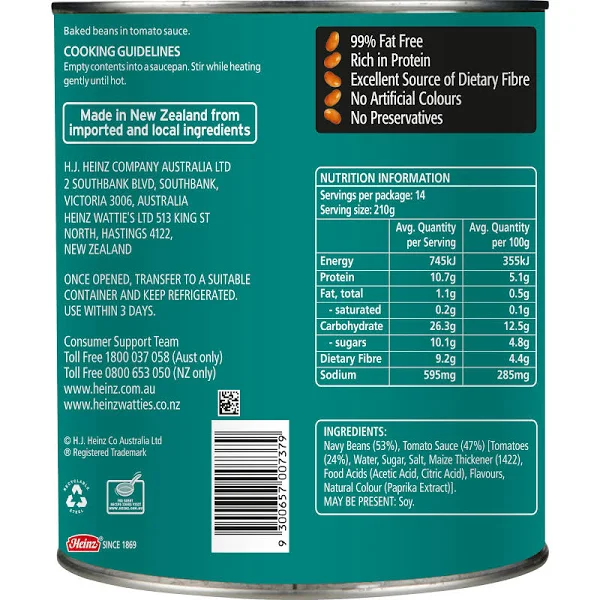 Baked beans in tomato sauce.
COOKING GUIDELINES
Empty contents into a saucepan. Stir while heating
gently until hot.
Made in New Zealand from
imported and local ingredients
H.J. HEINZ COMPANY AUSTRALIA LTD
2 SOUTHBANK BLVD, SOUTHBANK,
VICTORIA 3006, AUSTRALIA
HEINZ WATTIE'S LTD 513 KING ST
NORTH, HASTINGS 4122,
NEW ZEALAND
ONCE OPENED, TRANSFER TO A SUITABLE
CONTAINER AND KEEP REFRIGERATED.
USE WITHIN 3 DAYS.
Consumer Support Team
Toll Free 1800 037 058 (Aust only)
Toll Free 0800 653 050 (NZ only)
www.heinz.com.au
www.heinzwatties.co.nz
© H.J. Heinz Co Australia Ltd
® Registered Trademark
RECYCLABLE
STEEL
Heinz
SINCE 1869
9 300657 007379
99% Fat Free
Rich in Protein
Excellent Source of Dietary Fibre
No Artificial Colours
No Preservatives
NUTRITION INFORMATION
Servings per package: 14
Serving size: 210g
Avg. Quantity per Serving Avg. Quantity per 100g
Energy 745kJ 355kJ
Protein 10.7g 5.1g
Fat, total 1.1g 0.5g
- saturated 0.2g 0.1g
Carbohydrate 26.3g 12.5g
- sugars 10.1g 4.8g
Dietary Fibre 9.2g 4.4g
Sodium 595mg 285mg
INGREDIENTS:
Navy Beans (53%), Tomato Sauce (47%) [Tomatoes
(24%), Water, Sugar, Salt, Maize Thickener (1422),
Food Acids (Acetic Acid, Citric Acid), Flavours,
Natural Colour (Paprika Extract)].
MAY BE PRESENT: Soy.